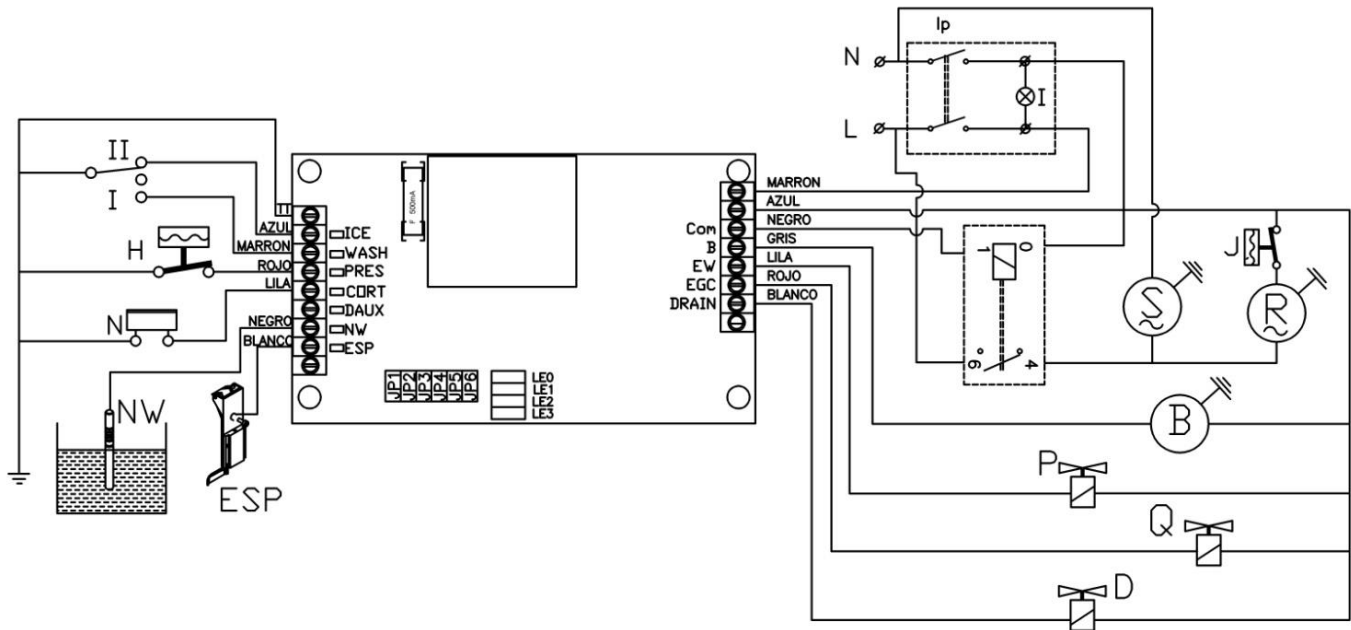 Ip
N
I
L
II
I
H
N
NW
ESP
TT
AZUL
MARRON
ROJO
LILA
NEGRO
BLANCO
ICE
WASH
PRES
CORT
DAUX
NW
ESP
F 500mA
JP1
JP2
JP3
JP4
JP5
JP6
LE0
LE1
LE2
LE3
Com
B
EW
EGC
DRAIN
MARRON
AZUL
NEGRO
GRIS
LILA
ROJO
BLANCO
1
0
9
4
S
J
R
B
P
Q
D